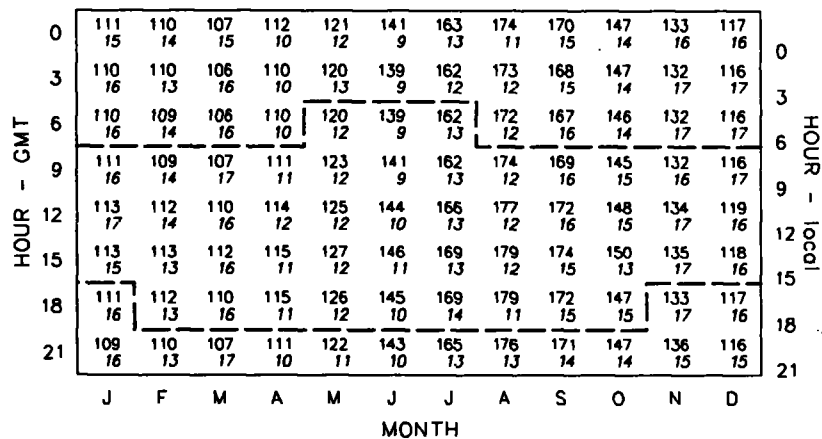 0 111 110 107 112 121 141 163 174 170 147 133 117 0
15 14 15 10 12 9 13 11 15 14 16 16
3 110 110 106 110 120 139 162 173 168 147 132 116 3
16 13 16 10 13 9 12 12 15 14 17 17
6 110 109 106 110 120 139 162 172 167 146 132 116 6
16 14 16 10 12 9 13 12 16 14 17 17
9 111 109 107 111 123 141 162 174 169 145 132 116 9
16 14 17 11 12 9 13 12 16 15 16 17
12 113 112 110 114 125 144 166 177 172 148 134 119 12
17 14 16 12 12 10 13 12 16 15 17 16
15 113 113 112 115 127 146 169 179 174 150 135 118 15
15 13 16 11 12 11 13 12 15 13 17 16
18 111 112 110 115 126 145 169 179 172 147 133 117 18
16 13 16 11 12 10 14 11 15 15 17 16
21 109 110 107 111 122 143 165 176 171 147 136 116 21
16 13 17 10 11 10 13 13 14 14 15 15
J F M A M J J A S O N D
MONTH
HOUR - GMT
HOUR - local